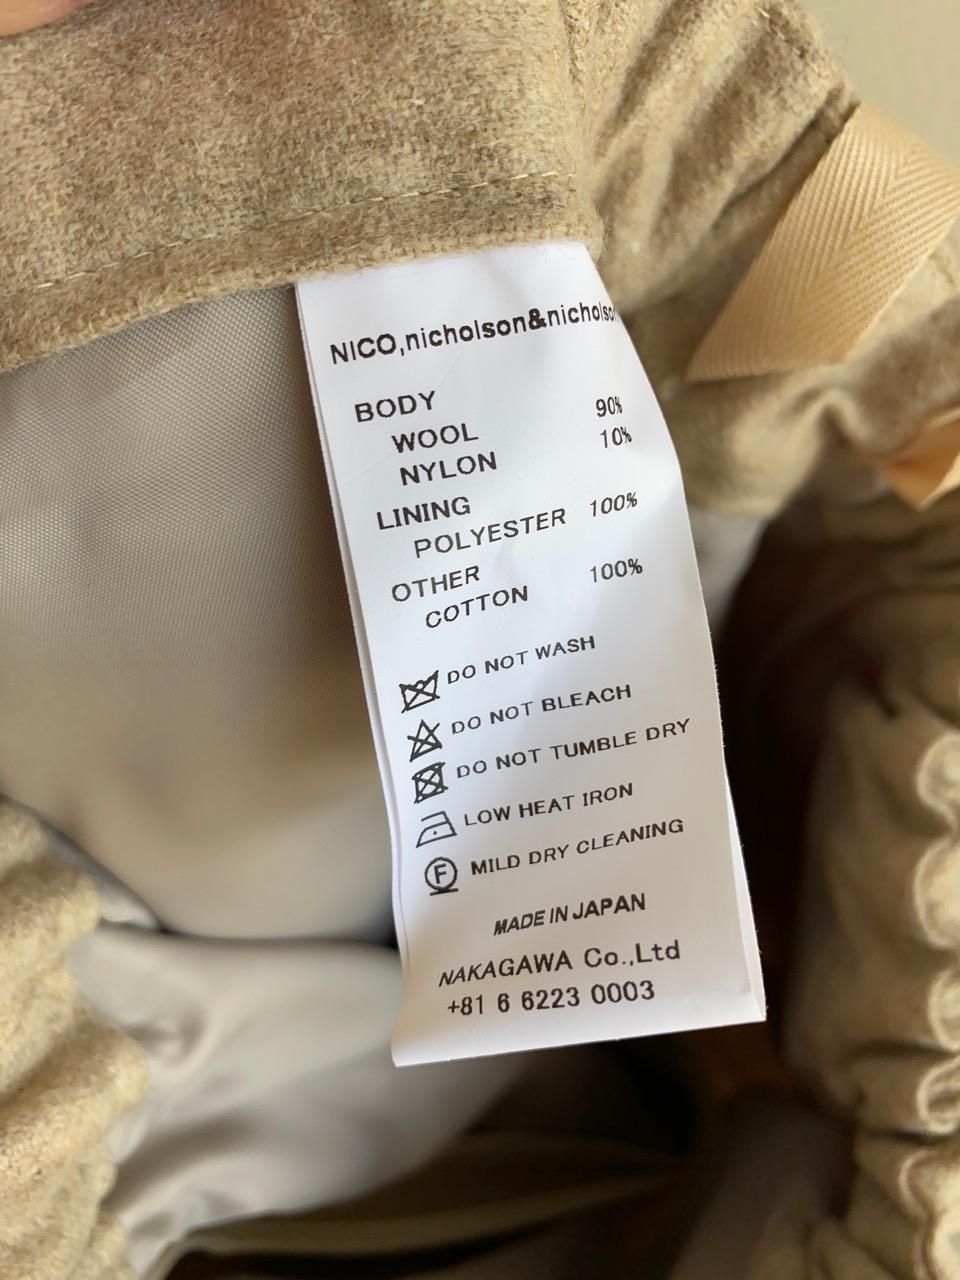 NICO,nicholson&nicholson
BODY
WOOL 90%
NYLON 10%
LINING
POLYESTER 100%
OTHER
COTTON 100%
DO NOT WASH
DO NOT BLEACH
DO NOT TUMBLE DRY
LOW HEAT IRON
F MILD DRY CLEANING
MADE IN JAPAN
NAKAGAWA Co.,Ltd
+81 6 6223 0003